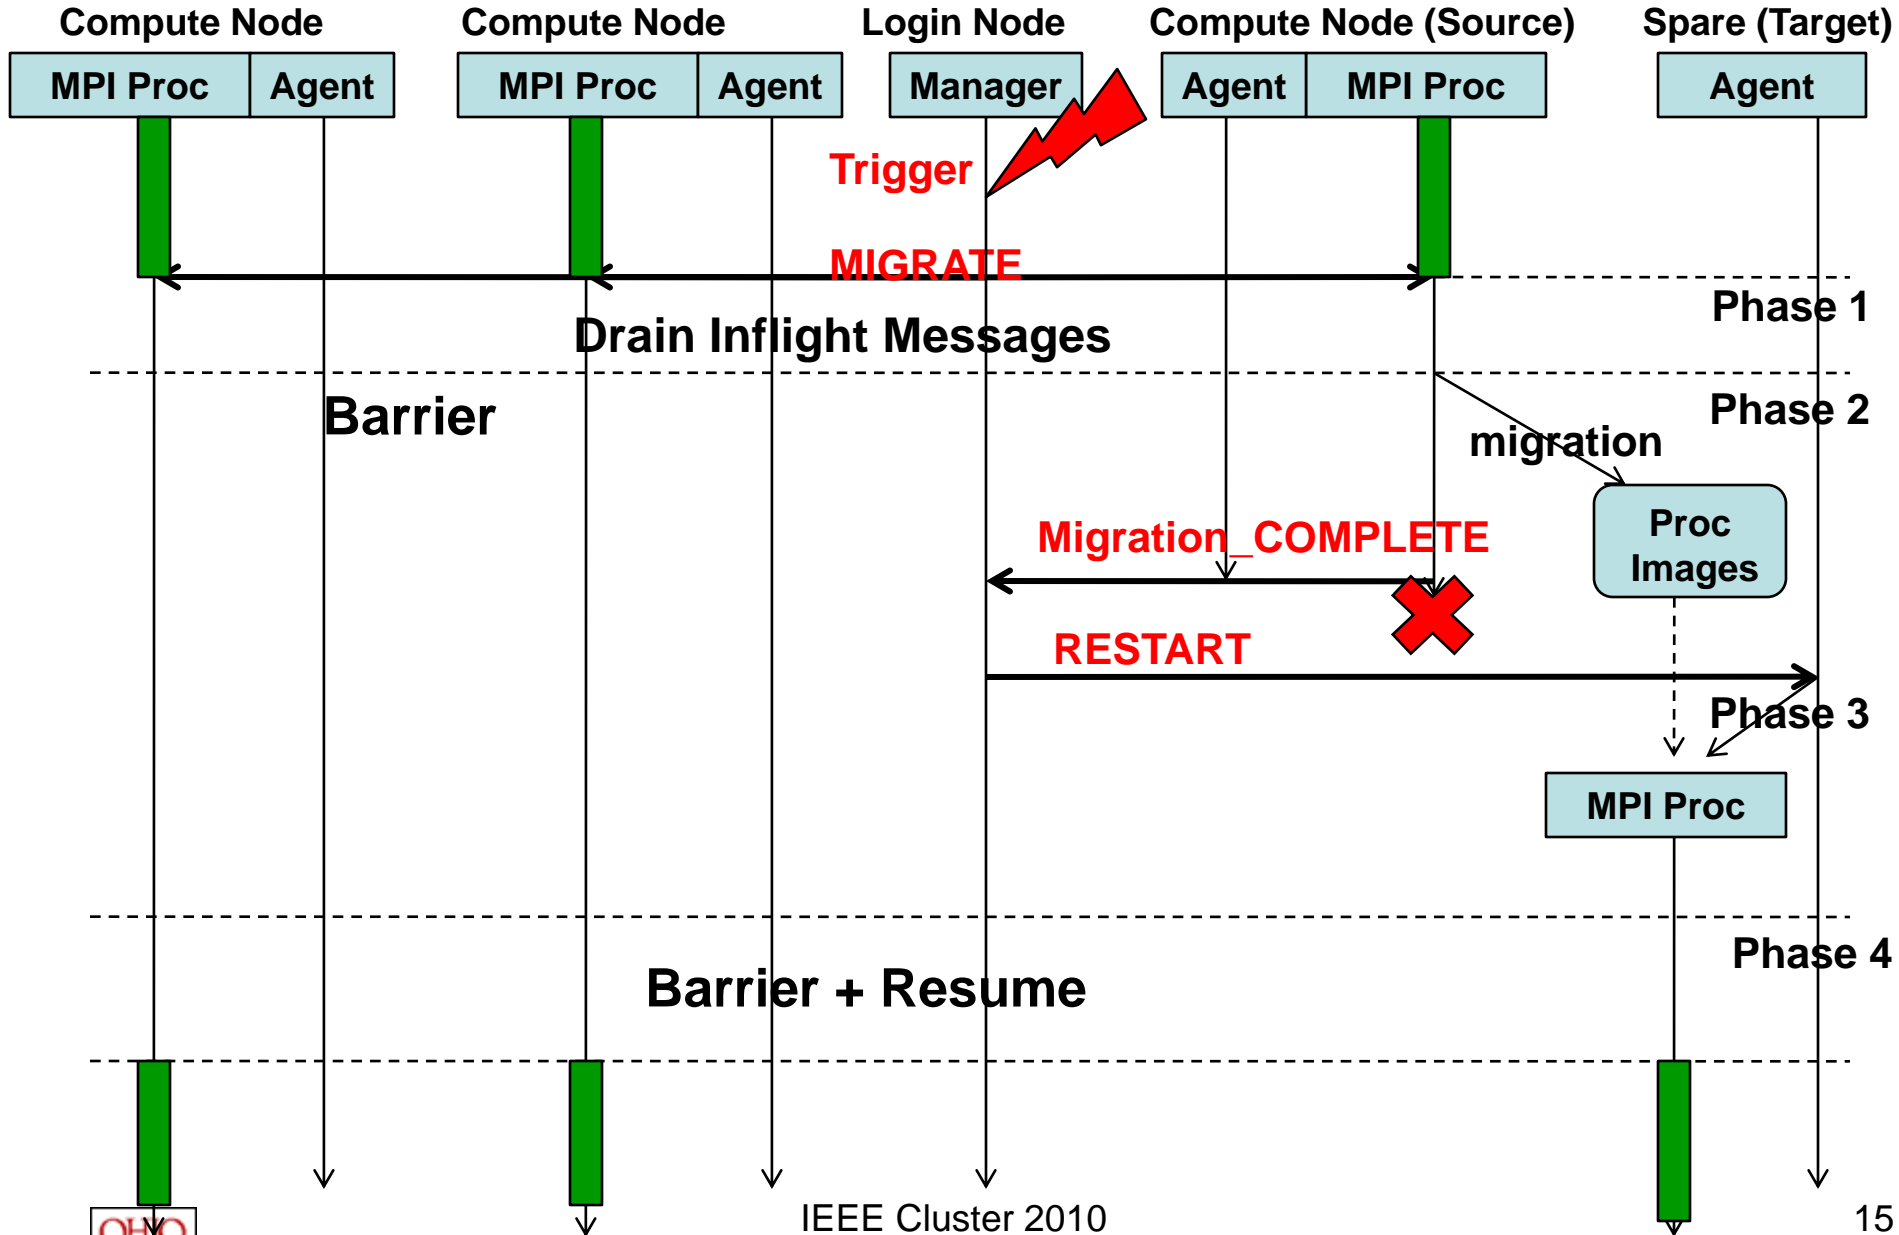 Compute Node
Compute Node
Login Node
Compute Node (Source)
Spare (Target)
MPI Proc
Agent
MPI Proc
Agent
Manager
Agent
MPI Proc
Agent
Trigger
MIGRATE
Phase 1
Drain Inflight Messages
Barrier
Phase 2
migration
Proc
Images
Migration_COMPLETE
RESTART
Phase 3
MPI Proc
Phase 4
Barrier + Resume
OHIO
IEEE Cluster 2010
15